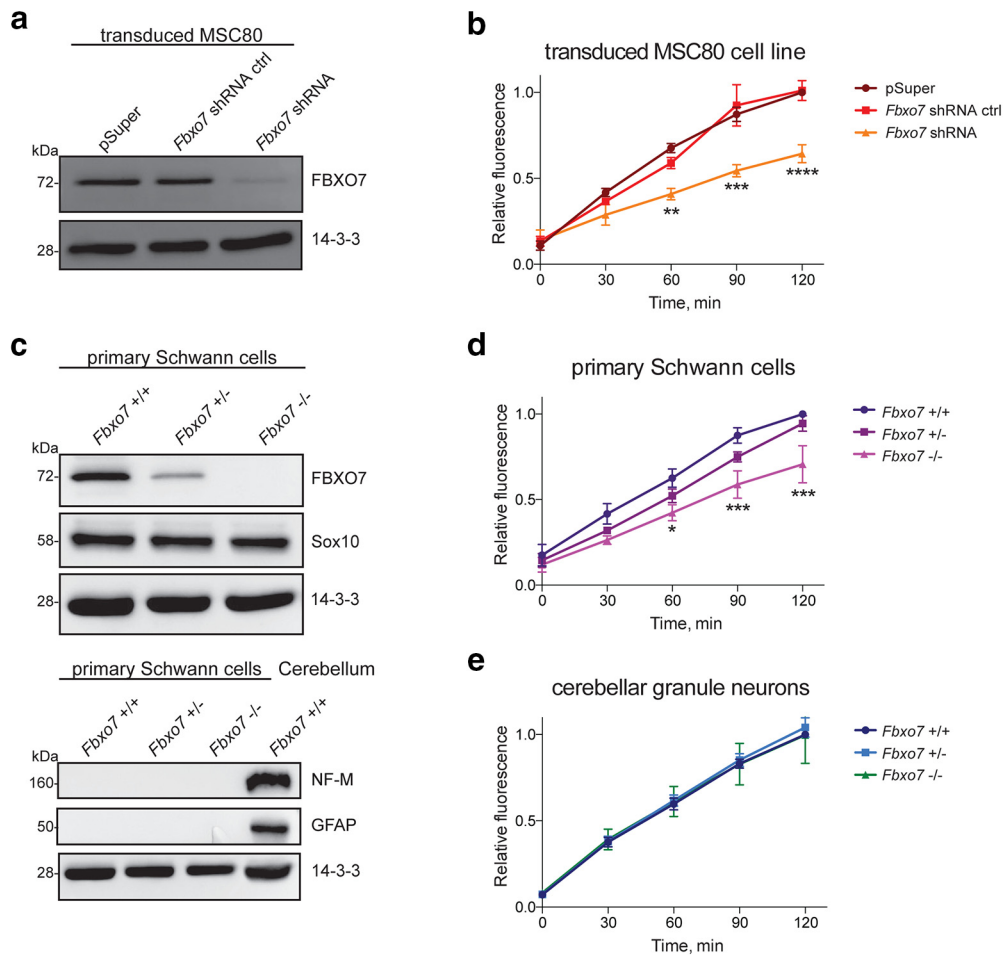 a
transduced MSC80
pSuper
Fbxo7 shRNA ctrl
Fbxo7 shRNA
kDa
72-
FBXO7
28-
14-3-3
b
transduced MSC80 cell line
Relative fluorescence
1.0
0.5
0.0
0 30 60 90 120
Time, min
**
***
****
pSuper
Fbxo7 shRNA ctrl
Fbxo7 shRNA
c
primary Schwann cells
Fbxo7 +/+
Fbxo7 +/-
Fbxo7 -/-
kDa
72-
FBXO7
58-
Sox10
28-
14-3-3
primary Schwann cells Cerebellum
Fbxo7 +/+
Fbxo7 +/-
Fbxo7 -/-
Fbxo7 +/+
kDa
160-
NF-M
50-
GFAP
28-
14-3-3
d
primary Schwann cells
Relative fluorescence
1.0
0.5
0.0
0 30 60 90 120
Time, min
*
***
***
Fbxo7 +/+
Fbxo7 +/-
Fbxo7 -/-
e
cerebellar granule neurons
Relative fluorescence
1.0
0.5
0.0
0 30 60 90 120
Time, min
Fbxo7 +/+
Fbxo7 +/-
Fbxo7 -/-